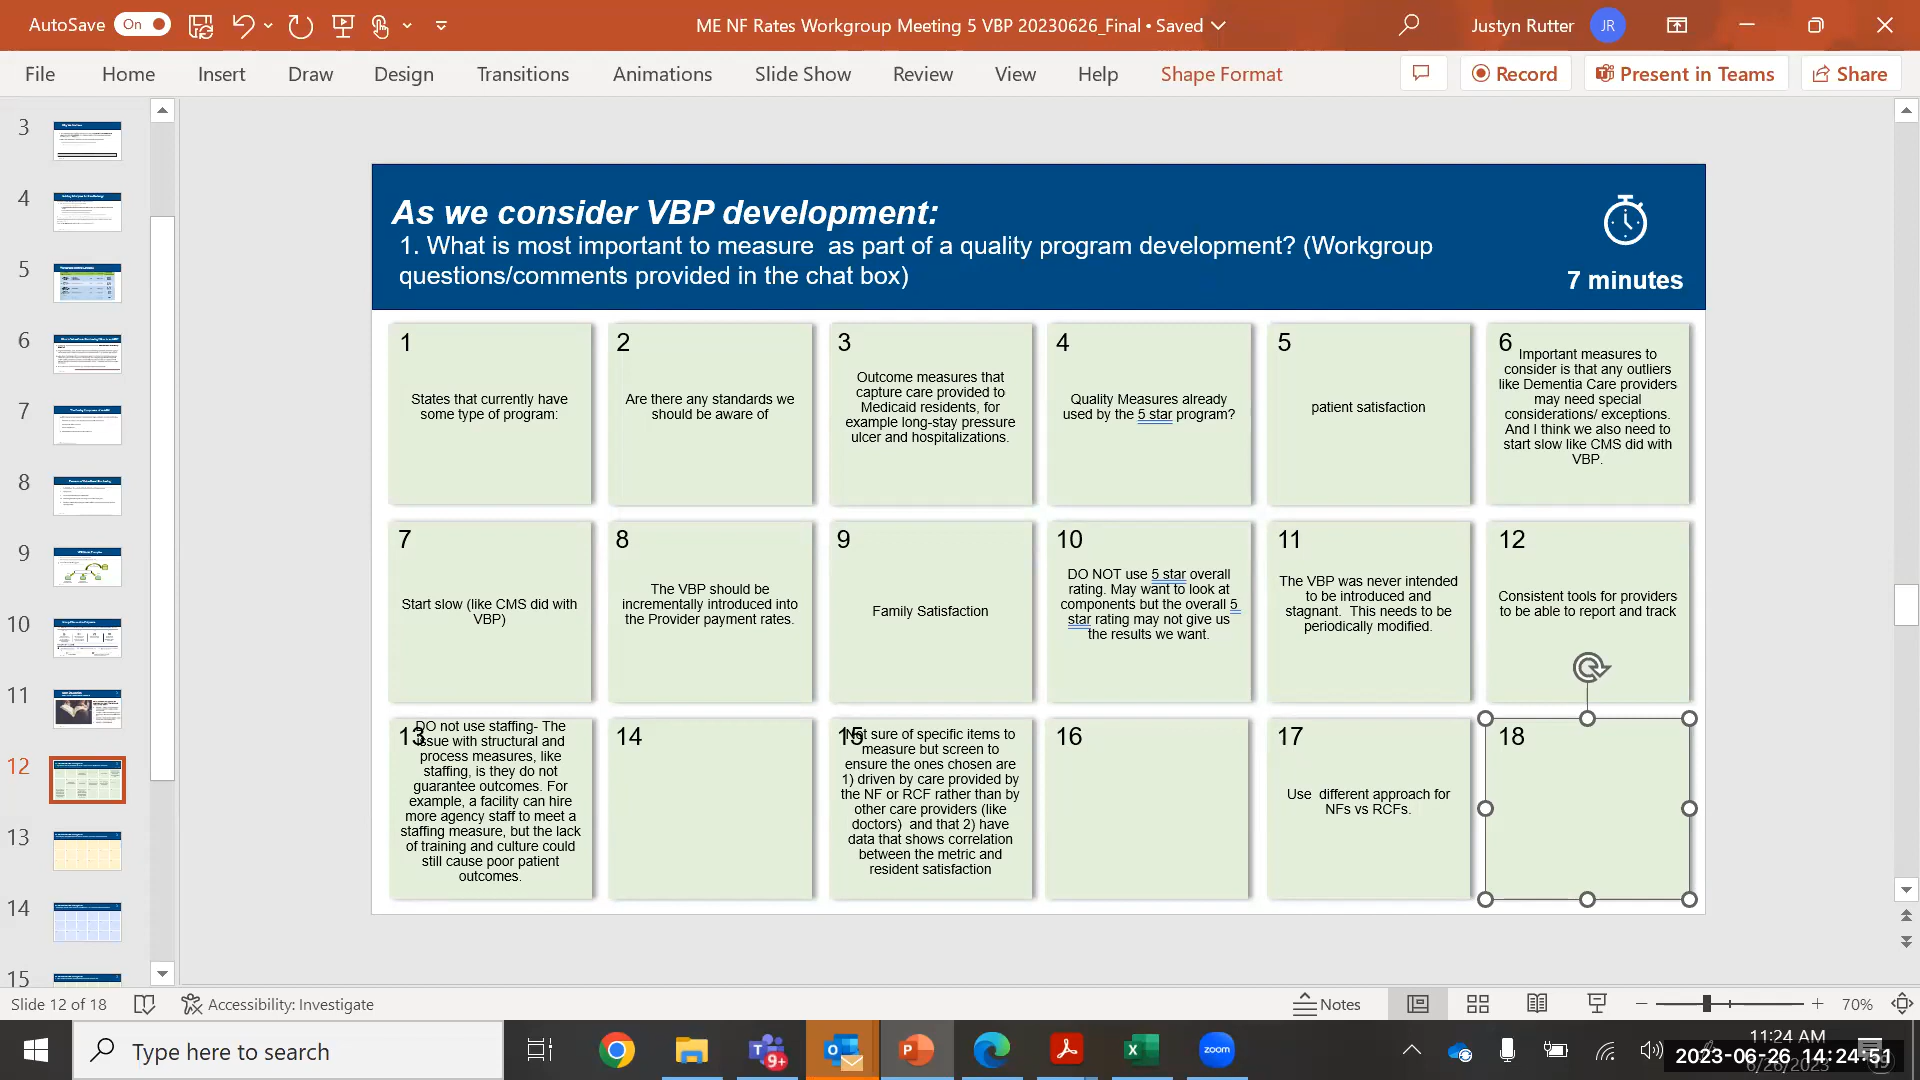 AutoSave On
ME NF Rates Workgroup Meeting 5 VBP 20230626_Final • Saved
Justyn Rutter JR
File Home Insert Draw Design Transitions Animations Slide Show Review View Help Shape Format
Record Present in Teams Share
3
4
5
6
7
8
9
10
11
12
13
14
15
As we consider VBP development:
1. What is most important to measure as part of a quality program development? (Workgroup
questions/comments provided in the chat box)
7 minutes
1
States that currently have
some type of program:
2
Are there any standards we
should be aware of
3
Outcome measures that
capture care provided to
Medicaid residents, for
example long-stay pressure
ulcer and hospitalizations.
4
Quality Measures already
used by the 5 star program?
5
patient satisfaction
6
Important measures to
consider is that any outliers
like Dementia Care providers
may need special
considerations/ exceptions.
And I think we also need to
start slow like CMS did with
VBP.
7
Start slow (like CMS did with
VBP)
8
The VBP should be
incrementally introduced into
the Provider payment rates.
9
Family Satisfaction
10
DO NOT use 5 star overall
rating. May want to look at
components but the overall 5
star rating may not give us
the results we want.
11
The VBP was never intended
to be introduced and
stagnant. This needs to be
periodically modified.
12
Consistent tools for providers
to be able to report and track
13
DO not use staffing- The
issue with structural and
process measures, like
staffing, is they do not
guarantee outcomes. For
example, a facility can hire
more agency staff to meet a
staffing measure, but the lack
of training and culture could
still cause poor patient
outcomes.
14
15
Not sure of specific items to
measure but screen to
ensure the ones chosen are
1) driven by care provided by
the NF or RCF rather than by
other care providers (like
doctors) and that 2) have
data that shows correlation
between the metric and
resident satisfaction
16
17
Use different approach for
NFs vs RCFs.
18
Slide 12 of 18 Accessibility: Investigate Notes 70%
Type here to search
9+
zoom
11:24 AM
2023-06-26 14:24:51
6/26/2023